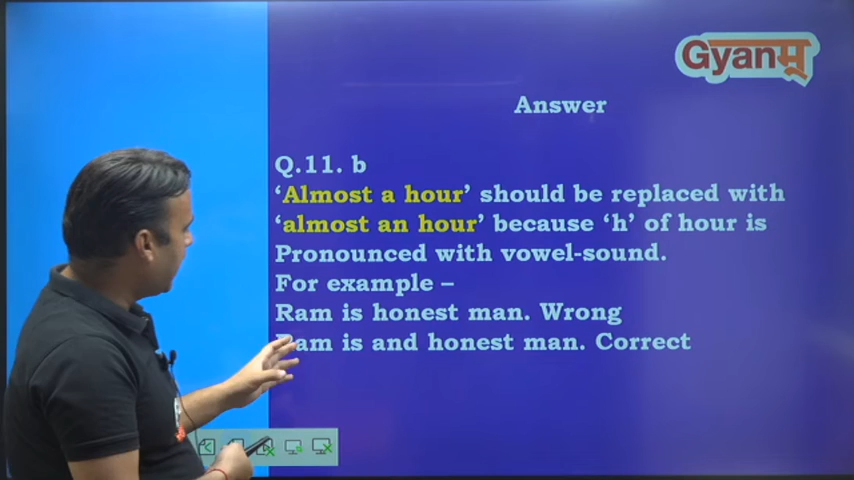 Gyanम्
Answer
Q.11. b
‘Almost a hour’ should be replaced with
‘almost an hour’ because ‘h’ of hour is
Pronounced with vowel-sound.
For example –
Ram is honest man. Wrong
Ram is and honest man. Correct